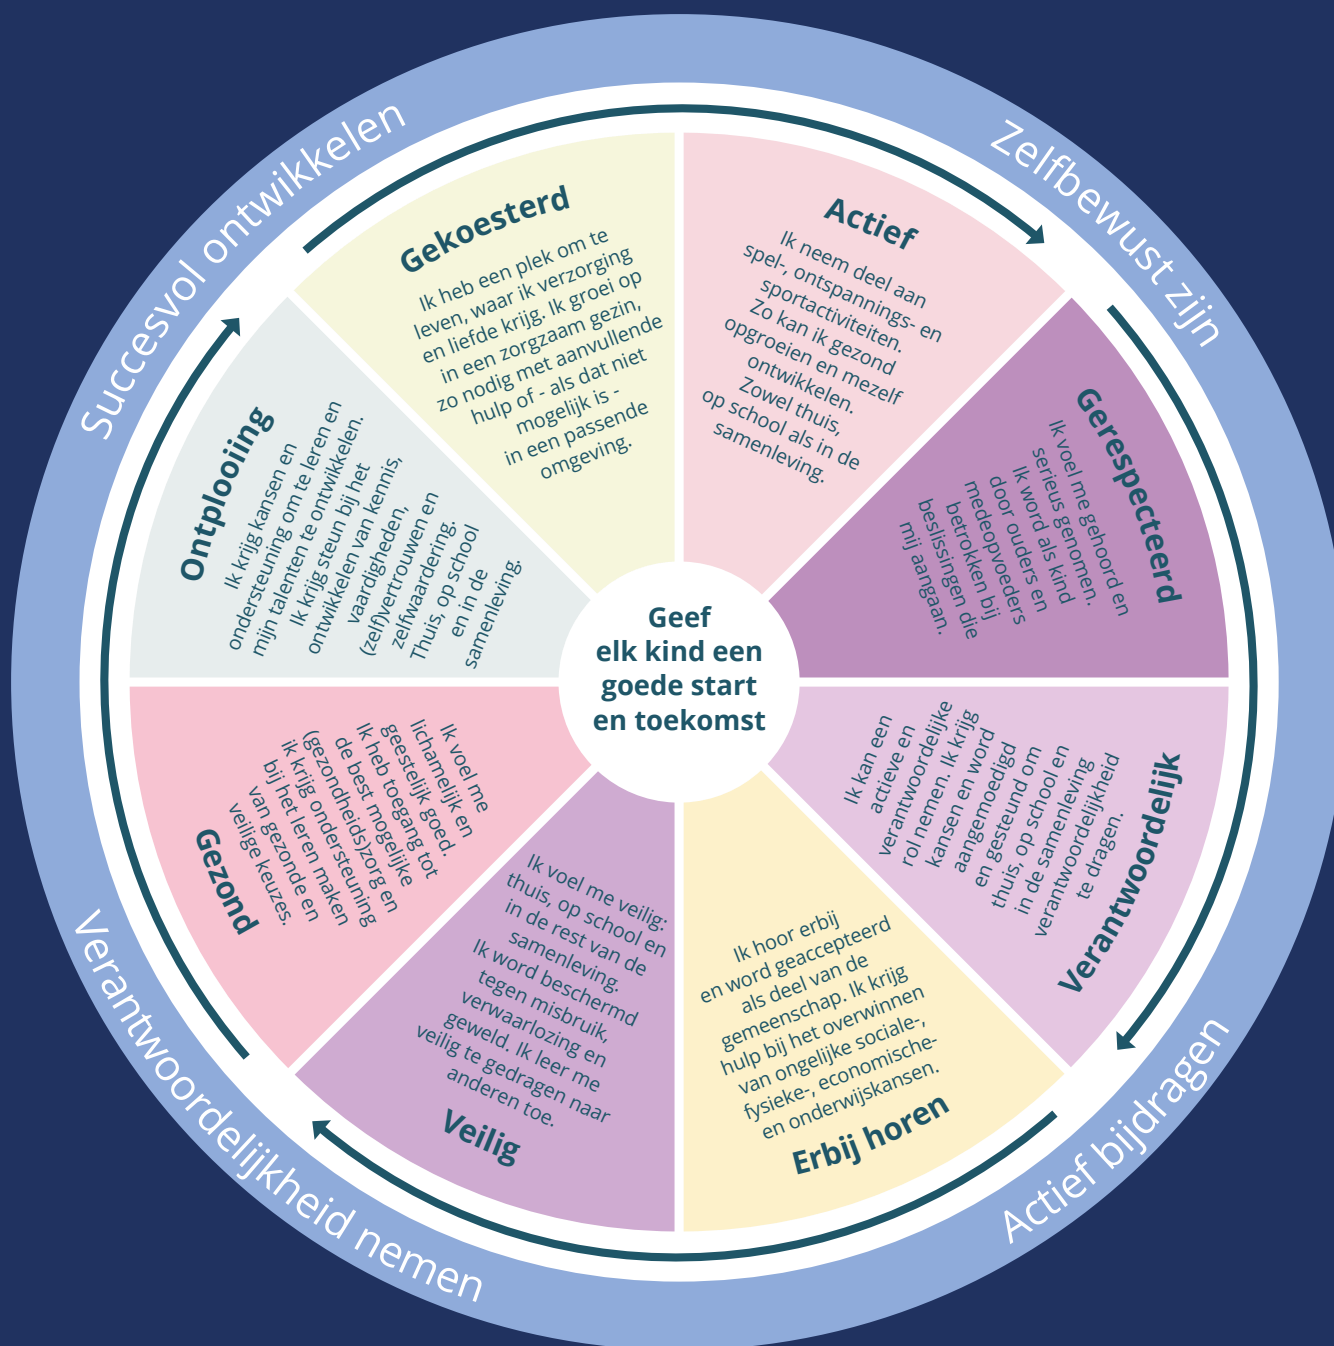 Succesvol ontwikkelen
Zelfbewust zijn
Actief bijdragen
Verantwoordelijkheid nemen
Geef
elk kind een
goede start
en toekomst
Gekoesterd
Ik heb een plek om te
leven, waar ik verzorging
en liefde krijg. Ik groei op
in een zorgzaam gezin,
zo nodig met aanvullende
hulp of - als dat niet
mogelijk is -
in een passende
omgeving.
Actief
Ik neem deel aan
spel-, ontspannings- en
sportactiviteiten.
Zo kan ik gezond
opgroeien en mezelf
ontwikkelen.
Zowel thuis,
op school als in de
samenleving.
Gerespecteerd
Ik voel me gehoord en
serieus genomen.
Ik word als kind
door ouders en
medeopvoeders
betrokken bij
beslissingen die
mij aangaan.
Verantwoordelijk
Ik kan een
actieve en
verantwoordelijke
rol nemen. Ik krijg
kansen en word
aangemoedigd
en gesteund om
thuis, op school en
in de samenleving
verantwoordelijkheid
te dragen.
Ik hoor erbij
en word geaccepteerd
als deel van de
gemeenschap. Ik krijg
hulp bij het overwinnen
van ongelijke sociale-,
fysieke-, economische-
en onderwijskansen.
Erbij horen
Ik voel me veilig:
thuis, op school en
in de rest van de
samenleving.
Ik word beschermd
tegen misbruik,
verwaarlozing en
geweld. Ik leer me
veilig te gedragen naar
anderen toe.
Veilig
Ik voel me
lichamelijk en
geestelijk goed.
Ik heb toegang tot
de best mogelijke
(gezondheids)zorg en
ik krijg ondersteuning
bij het leren maken
van gezonde en
veilige keuzes.
Gezond
Ontplooiing
Ik krijg kansen en
ondersteuning om te leren en
mijn talenten te ontwikkelen.
Ik krijg steun bij het
ontwikkelen van kennis,
vaardigheden,
(zelf)vertrouwen en
zelfwaardering.
Thuis, op school
en in de
samenleving.